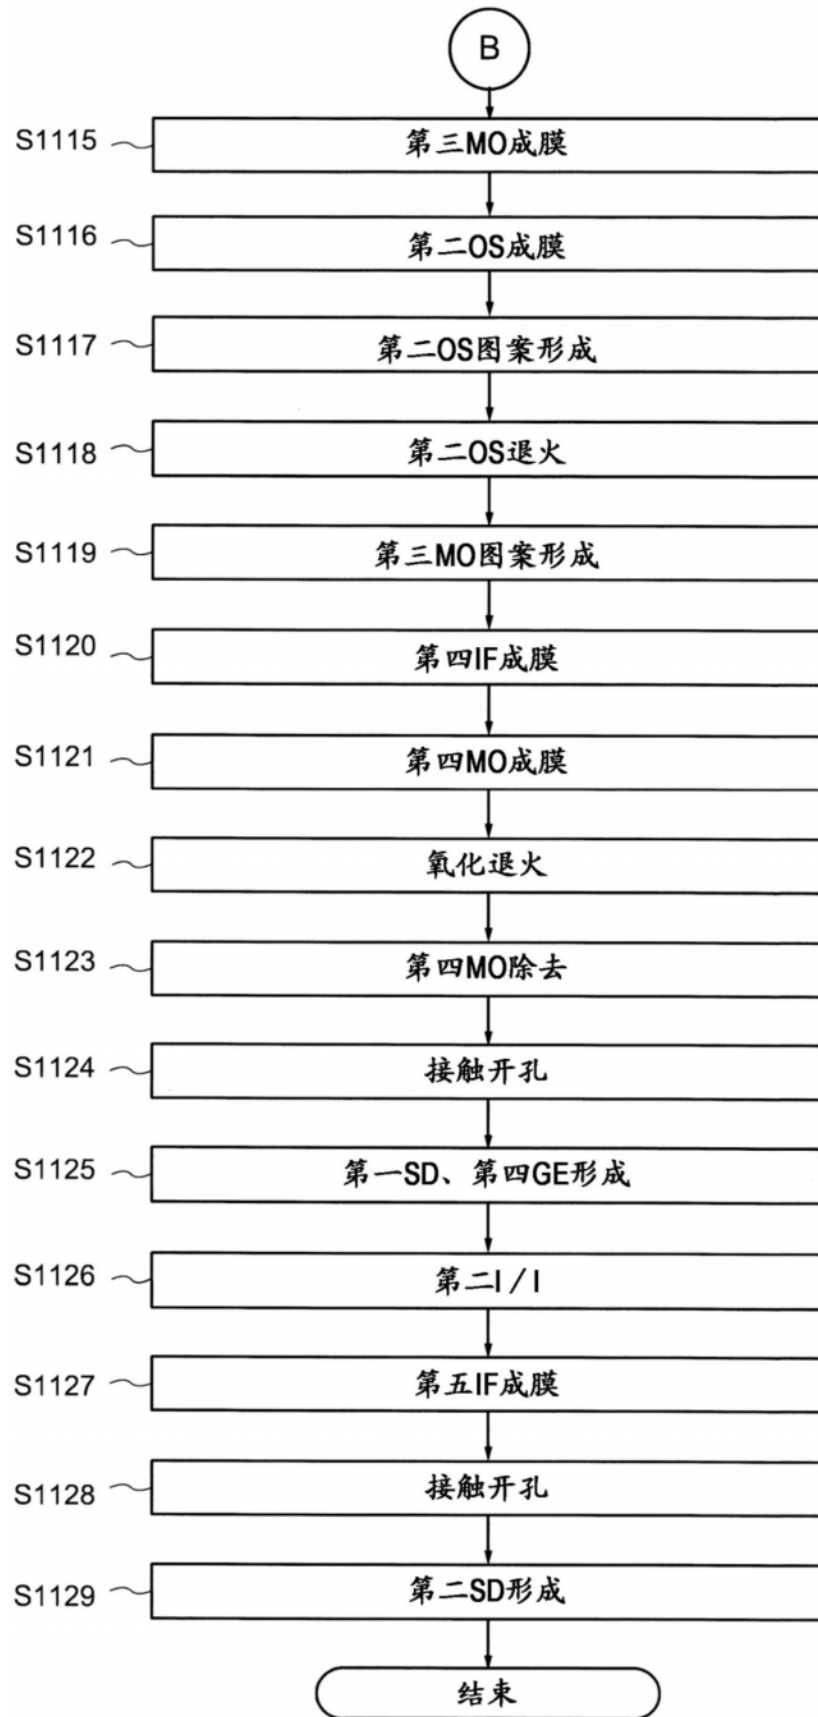 B
S1115 第三MO成膜
S1116 第二OS成膜
S1117 第二OS图案形成
S1118 第二OS退火
S1119 第三MO图案形成
S1120 第四IF成膜
S1121 第四MO成膜
S1122 氧化退火
S1123 第四MO除去
S1124 接触开孔
S1125 第一SD、第四GE形成
S1126 第二I/I
S1127 第五IF成膜
S1128 接触开孔
S1129 第二SD形成
结束